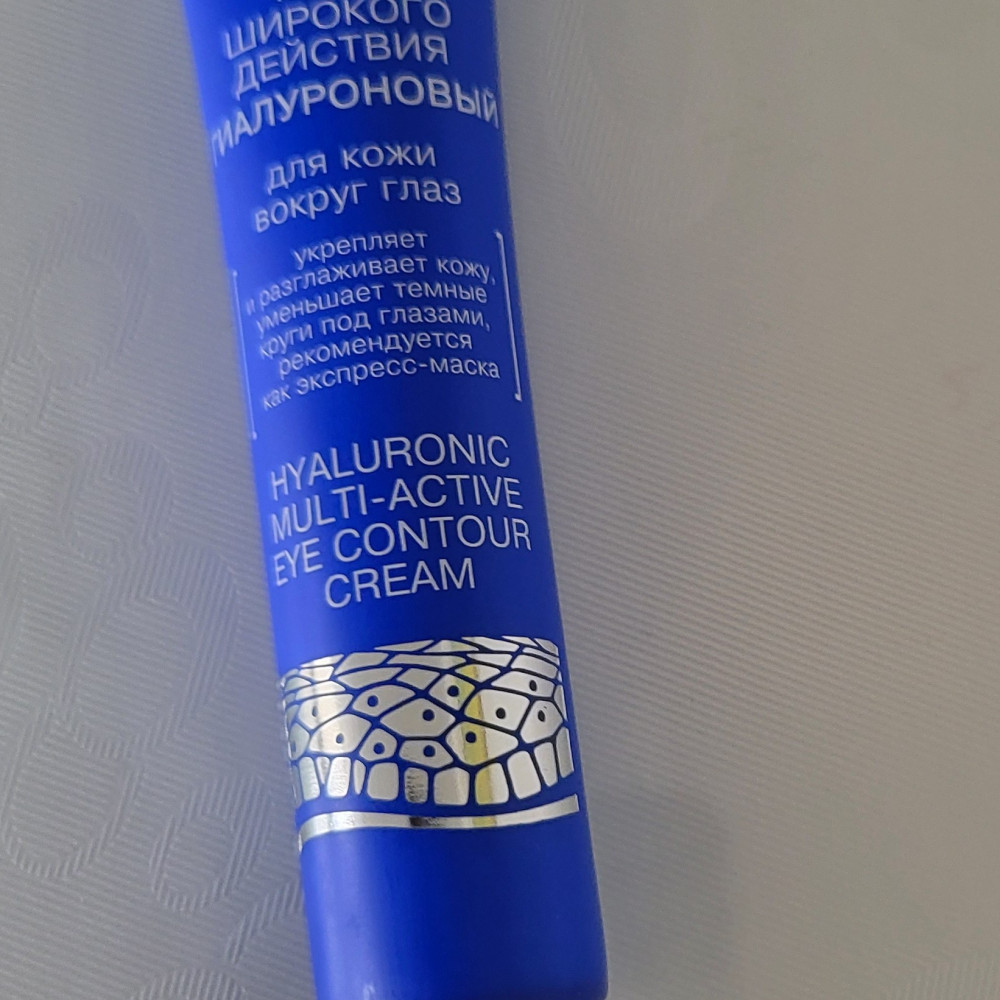 ШИРОКОГО
ДЕЙСТВИЯ
ГИАЛУРОНОВЫЙ
для кожи
вокруг глаз
укрепляет
и разглаживает кожу,
уменьшает темные
круги под глазами,
рекомендуется
как экспресс-маска
HYALURONIC
MULTI-ACTIVE
EYE CONTOUR
CREAM